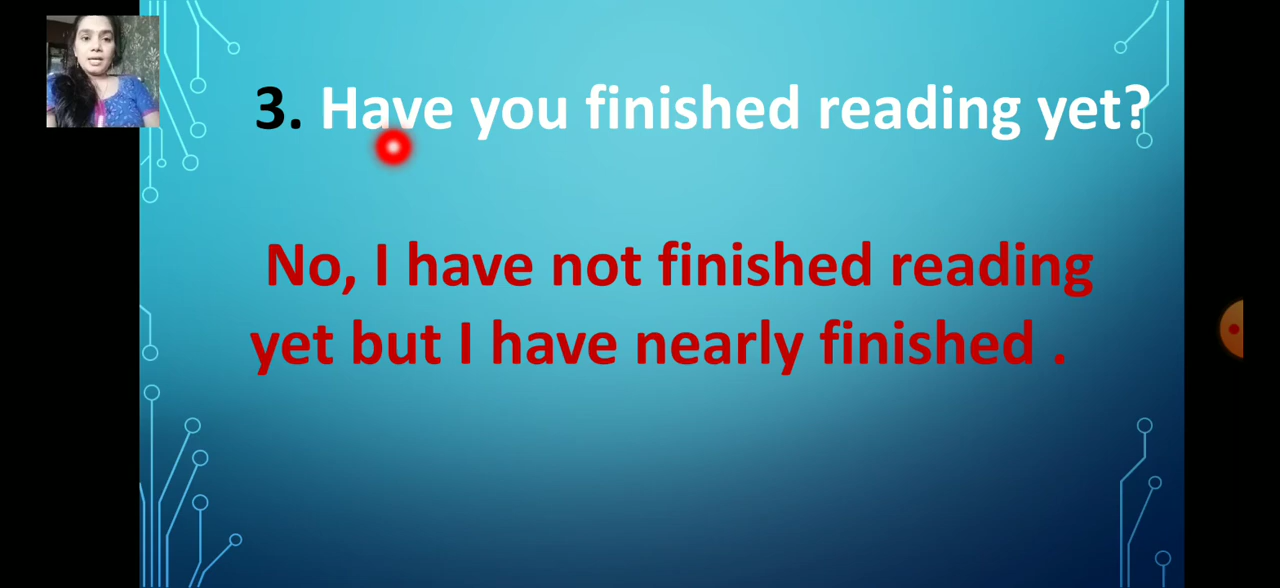 3. Have you finished reading yet?
No, I have not finished reading
yet but I have nearly finished .